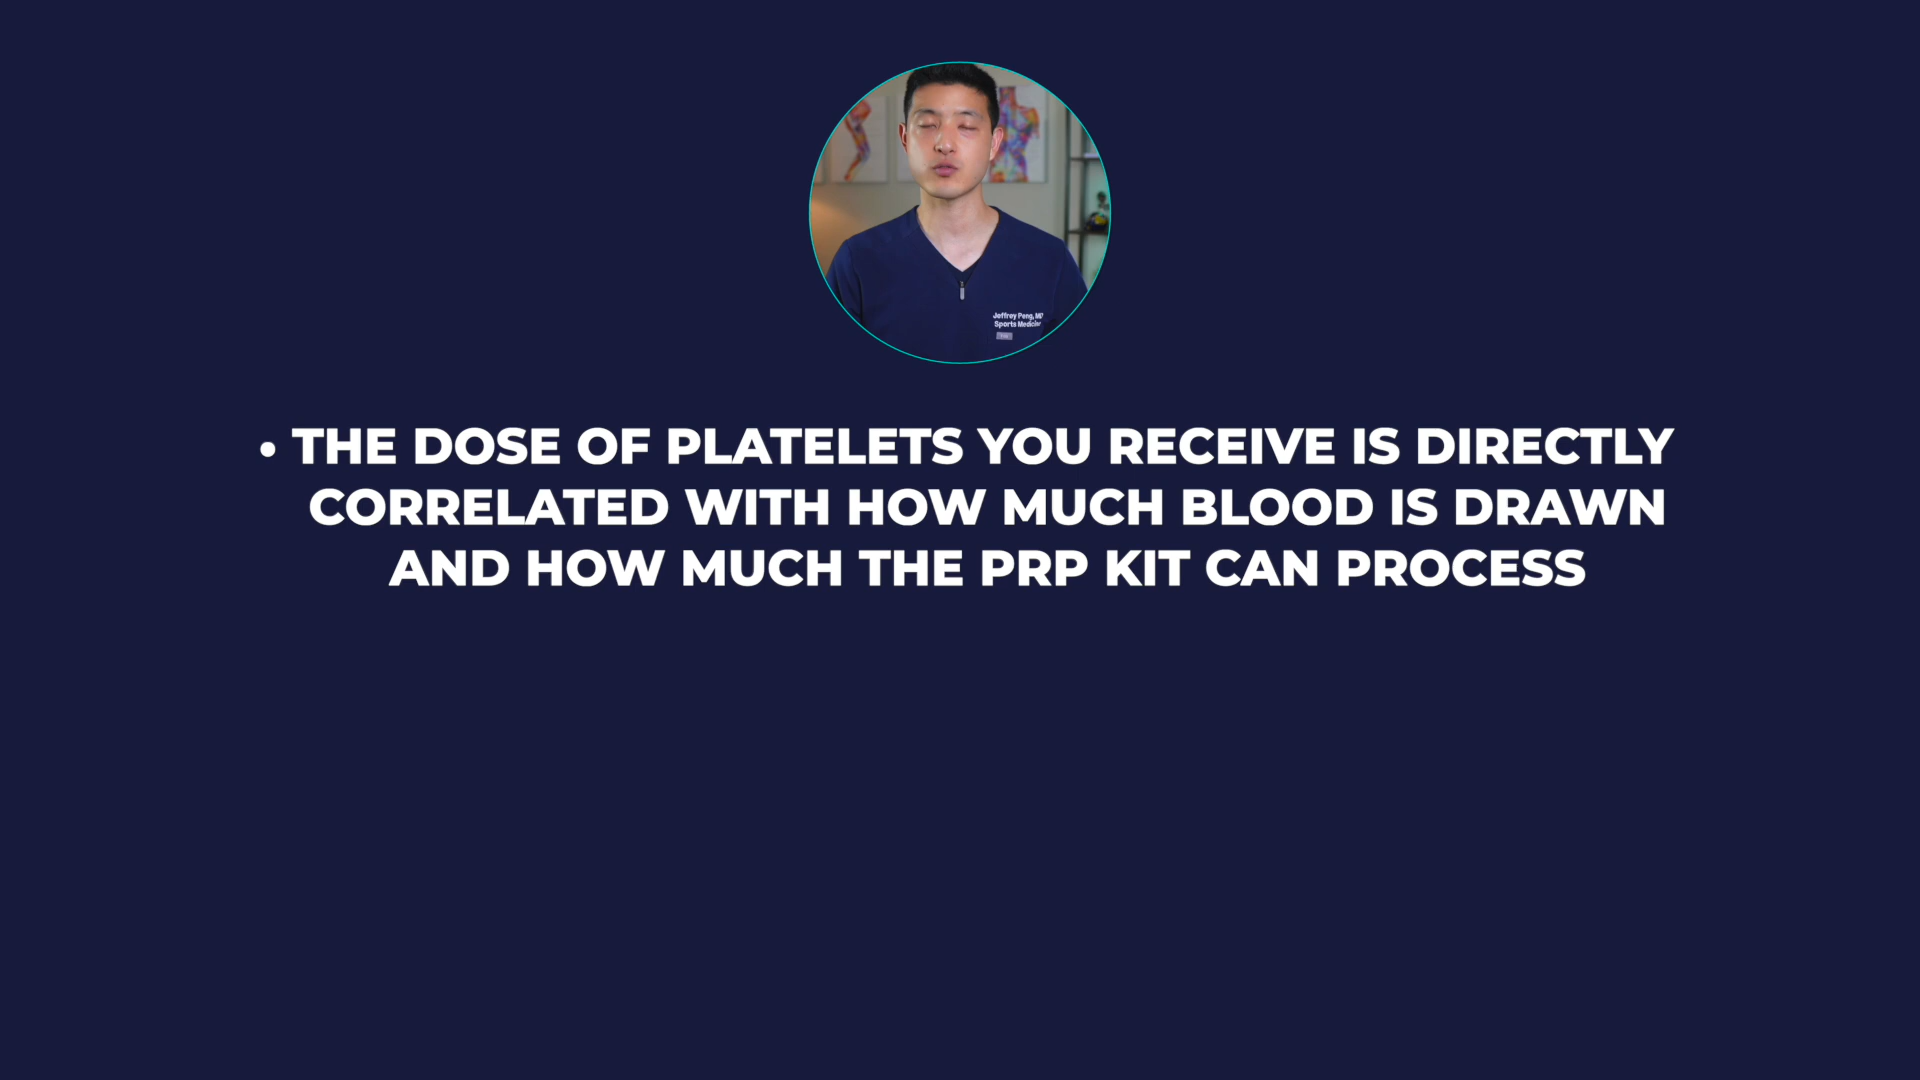 Jeffrey Peng, MD
Sports Medicine
• THE DOSE OF PLATELETS YOU RECEIVE IS DIRECTLY
CORRELATED WITH HOW MUCH BLOOD IS DRAWN
AND HOW MUCH THE PRP KIT CAN PROCESS